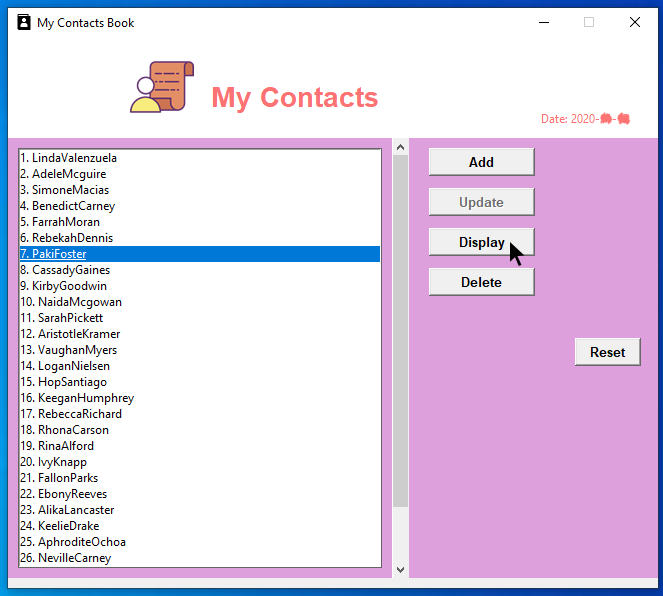 My Contacts Book
My Contacts
Date: 2020-
1. LindaValenzuela
2. AdeleMcguire
3. SimoneMacias
4. BenedictCarney
5. FarrahMoran
6. RebekahDennis
7. PakiFoster
8. CassadyGaines
9. KirbyGoodwin
10. NaidaMcgowan
11. SarahPickett
12. AristotleKramer
13. VaughanMyers
14. LoganNielsen
15. HopSantiago
16. KeeganHumphrey
17. RebeccaRichard
18. RhonaCarson
19. RinaAlford
20. IvyKnapp
21. FallonParks
22. EbonyReeves
23. AlikaLancaster
24. KeelieDrake
25. AphroditeOchoa
26. NevilleCarney
Add
Update
Display
Delete
Reset